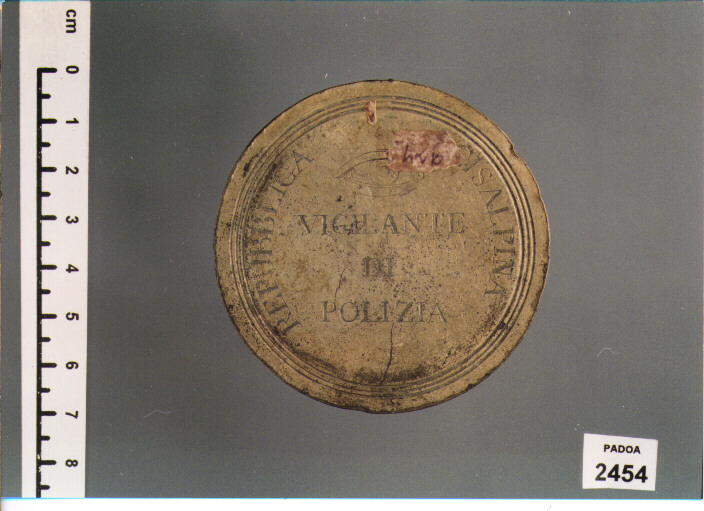 cm
0
1
2
3
4
5
6
7
8
REPUBBLICA CISALPINA
VIGILANTE
DI
POLIZIA
PADOA
2454